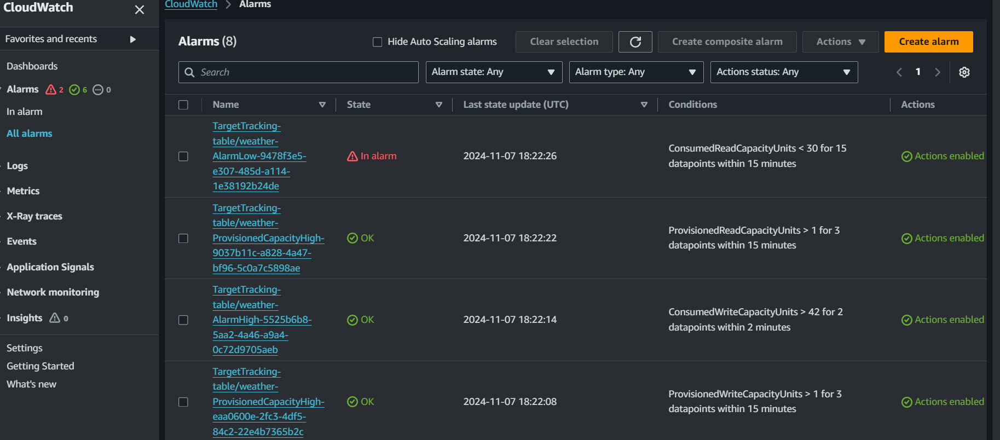 CloudWatch
Favorites and recents
Dashboards
Alarms 2 6 0
In alarm
All alarms
Logs
Metrics
X-Ray traces
Events
Application Signals
Network monitoring
Insights 0
Settings
Getting Started
What's new
CloudWatch > Alarms
Alarms (8)
Hide Auto Scaling alarms
Clear selection
Create composite alarm
Actions
Create alarm
Search
Alarm state: Any
Alarm type: Any
Actions status: Any
1
Name
State
Last state update (UTC)
Conditions
Actions
TargetTracking-
table/weather-
AlarmLow-9478f3e5-
e307-485d-a114-
1e38192b24de
In alarm
2024-11-07 18:22:26
ConsumedReadCapacityUnits < 30 for 15
datapoints within 15 minutes
Actions enabled
TargetTracking-
table/weather-
ProvisionedCapacityHigh-
9037b11c-a828-4a47-
bf96-5c0a7c5898ae
OK
2024-11-07 18:22:22
ProvisionedReadCapacityUnits > 1 for 3
datapoints within 15 minutes
Actions enabled
TargetTracking-
table/weather-
AlarmHigh-5525b6b8-
5aa2-4a46-a9a4-
0c72d9705aeb
OK
2024-11-07 18:22:14
ConsumedWriteCapacityUnits > 42 for 2
datapoints within 2 minutes
Actions enabled
TargetTracking-
table/weather-
ProvisionedCapacityHigh-
eaa0600e-2fc3-4df5-
84c2-22e4b7365b2c
OK
2024-11-07 18:22:08
ProvisionedWriteCapacityUnits > 1 for 3
datapoints within 15 minutes
Actions enabled